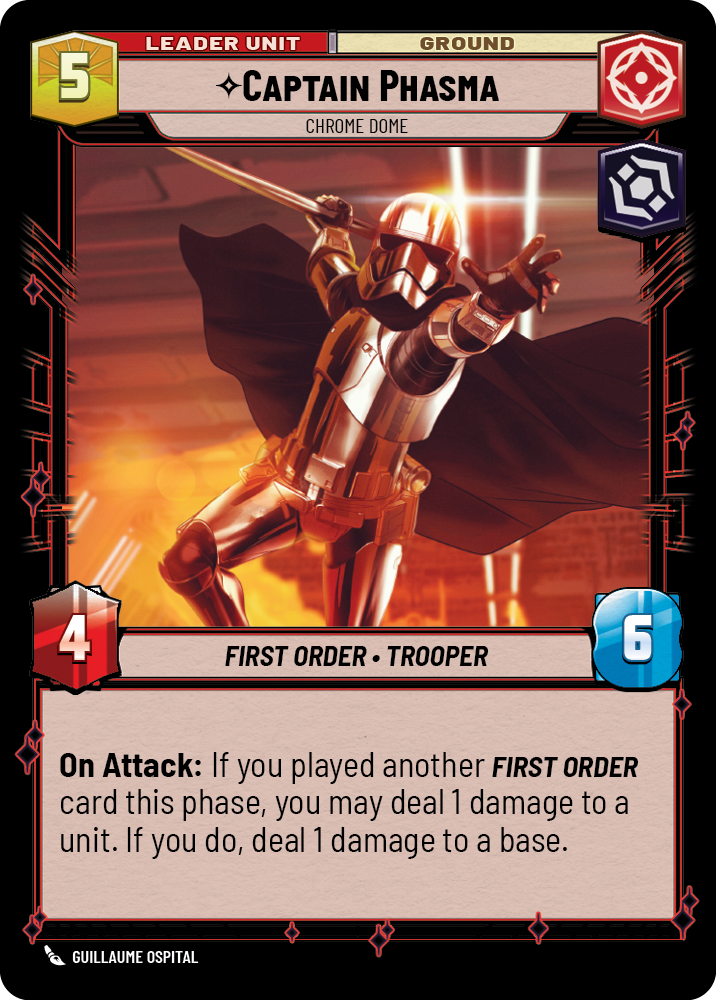 LEADER UNIT
GROUND
5
✧CAPTAIN PHASMA
CHROME DOME
4
FIRST ORDER • TROOPER
6
On Attack: If you played another FIRST ORDER
card this phase, you may deal 1 damage to a
unit. If you do, deal 1 damage to a base.
GUILLAUME OSPITAL